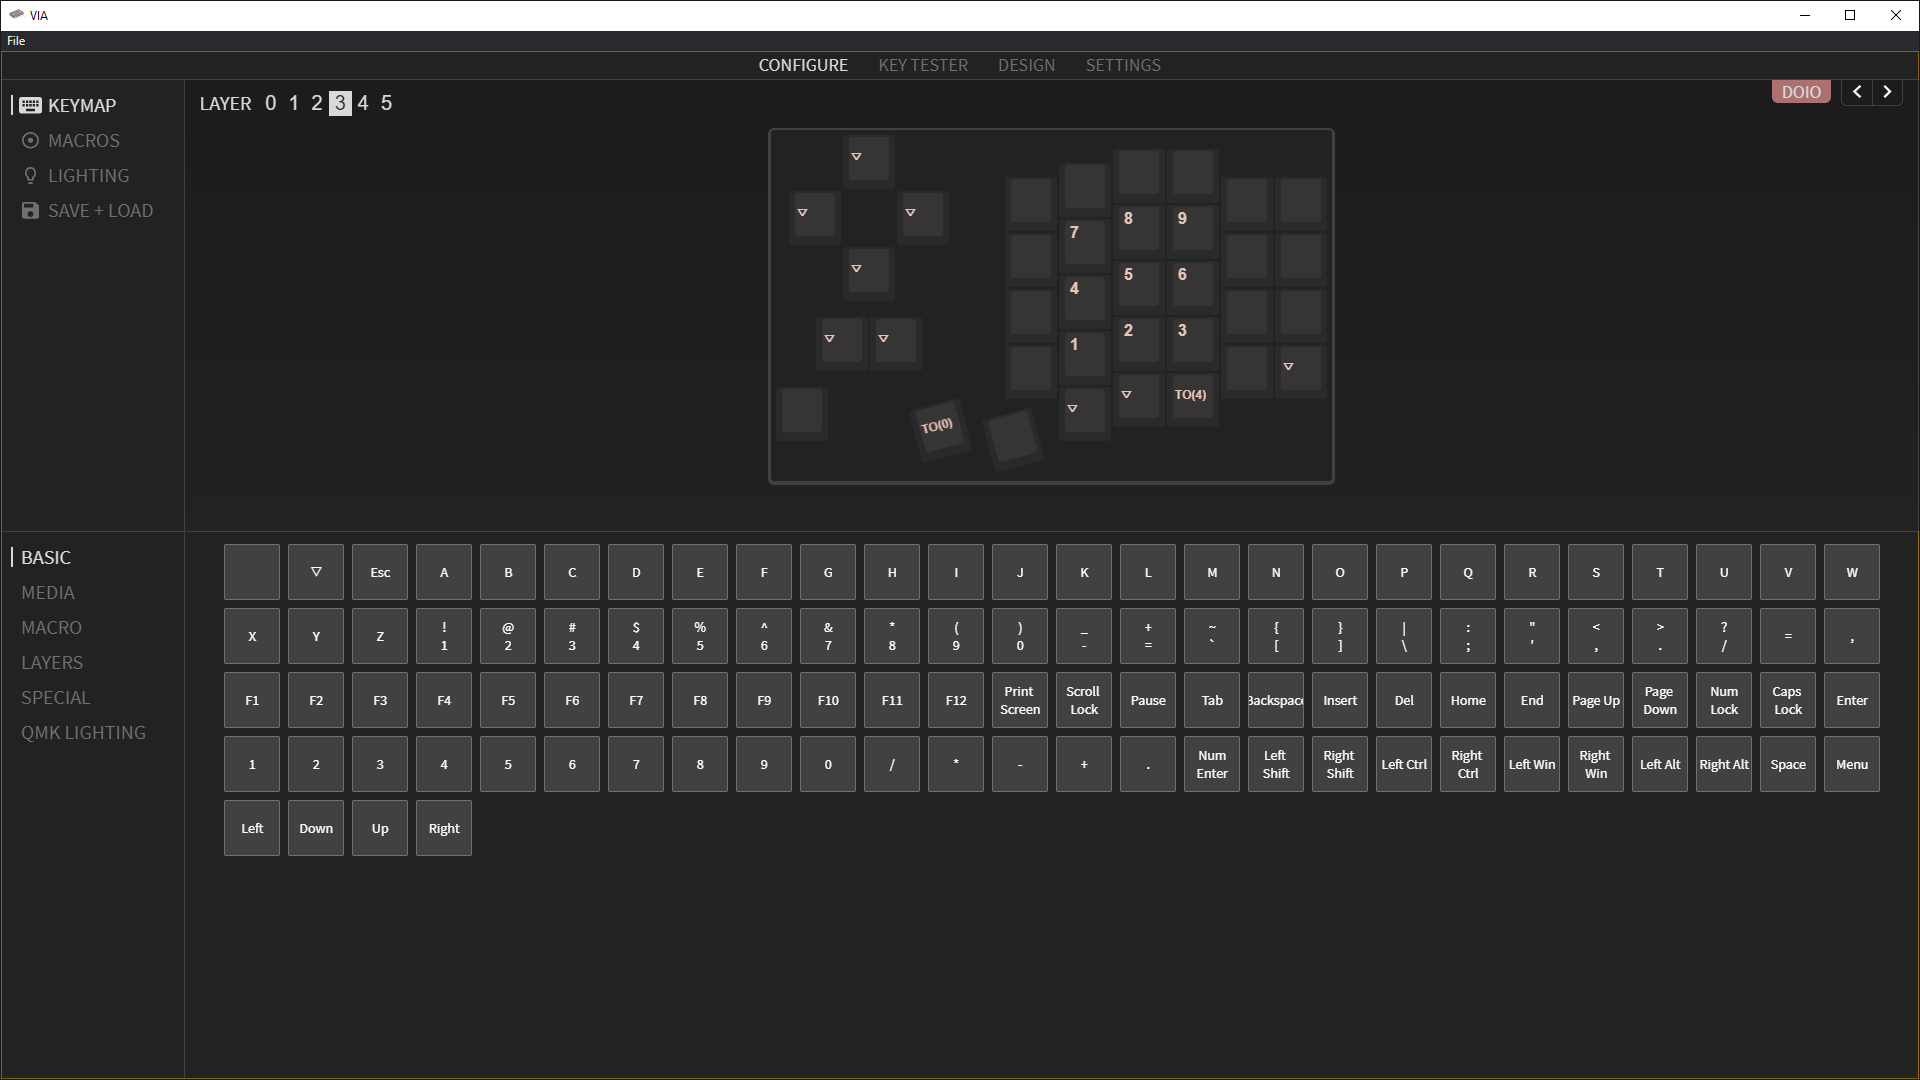 VIA
File
CONFIGURE KEY TESTER DESIGN SETTINGS
KEYMAP
MACROS
LIGHTING
SAVE + LOAD
LAYER 0 1 2 3 4 5
DOIO
▽
▽ ▽
▽
▽ ▽
8 9
7
5 6
4
2 3
1
▽
▽ TO(4)
▽
TO(0)
BASIC
MEDIA
MACRO
LAYERS
SPECIAL
QMK LIGHTING
▽ Esc A B C D E F G H I J K L M N O P Q R S T U V W
X Y Z ! @ # $ % ^ & * ( ) _ + ~ { } | : " < > ? = ,
1 2 3 4 5 6 7 8 9 0 - = ` [ ] \ ; ' , . /
F1 F2 F3 F4 F5 F6 F7 F8 F9 F10 F11 F12 Print Screen Scroll Lock Pause Tab Backspace Insert Del Home End Page Up Page Down Num Lock Caps Lock Enter
1 2 3 4 5 6 7 8 9 0 / * - + . Num Enter Left Shift Right Shift Left Ctrl Right Ctrl Left Win Right Win Left Alt Right Alt Space Menu
Left Down Up Right